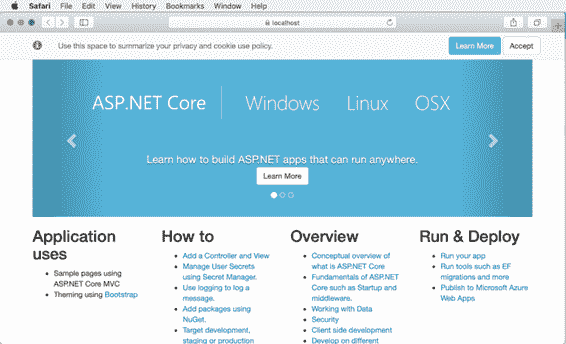 Safari File Edit View History Bookmarks Window Help
localhost
Use this space to summarize your privacy and cookie use policy.
Learn More
Accept
ASP.NET Core Windows Linux OSX
Learn how to build ASP.NET apps that can run anywhere.
Learn More
Application
uses
Sample pages using
ASP.NET Core MVC
Theming using Bootstrap
How to
Add a Controller and View
Manage User Secrets
using Secret Manager.
Use logging to log a
message.
Add packages using
NuGet.
Target development,
staging or production
Overview
Conceptual overview of
what is ASP.NET Core
Fundamentals of ASP.NET
Core such as Startup and
middleware.
Working with Data
Security
Client side development
Develop on different
Run & Deploy
Run your app
Run tools such as EF
migrations and more
Publish to Microsoft Azure
Web Apps